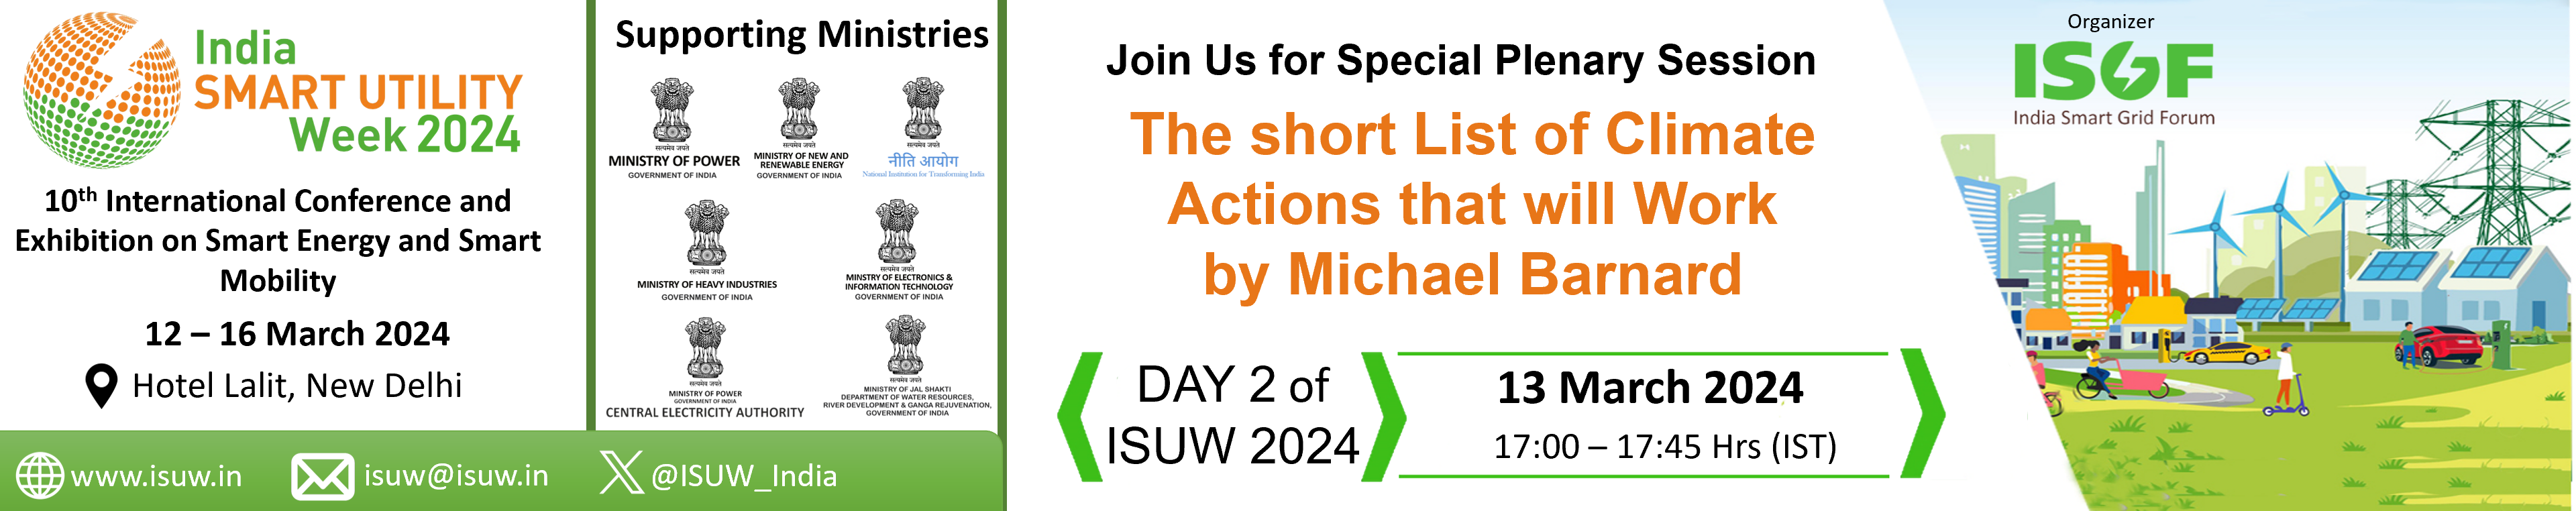 India
SMART UTILITY
Week 2024
10th International Conference and
Exhibition on Smart Energy and Smart
Mobility
12 – 16 March 2024
Hotel Lalit, New Delhi
www.isuw.in
isuw@isuw.in
@ISUW_India
Supporting Ministries
सत्यमेव जयते
MINISTRY OF POWER
GOVERNMENT OF INDIA
सत्यमेव जयते
MINISTRY OF NEW AND
RENEWABLE ENERGY
GOVERNMENT OF INDIA
सत्यमेव जयते
नीति आयोग
National Institution for Transforming India
सत्यमेव जयते
MINISTRY OF HEAVY INDUSTRIES
GOVERNMENT OF INDIA
सत्यमेव जयते
MINSTRY OF ELECTRONICS &
INFORMATION TECHNOLOGY
GOVERNMENT OF INDIA
सत्यमेव जयते
MINISTRY OF POWER
GOVERNMENT OF INDIA
CENTRAL ELECTRICITY AUTHORITY
सत्यमेव जयते
MINISTRY OF JAL SHAKTI
DEPARTMENT OF WATER RESOURCES,
RIVER DEVELOPMENT & GANGA REJUVENATION,
GOVERNMENT OF INDIA
Join Us for Special Plenary Session
The short List of Climate
Actions that will Work
by Michael Barnard
DAY 2 of
ISUW 2024
13 March 2024
17:00 – 17:45 Hrs (IST)
Organizer
ISGF
India Smart Grid Forum